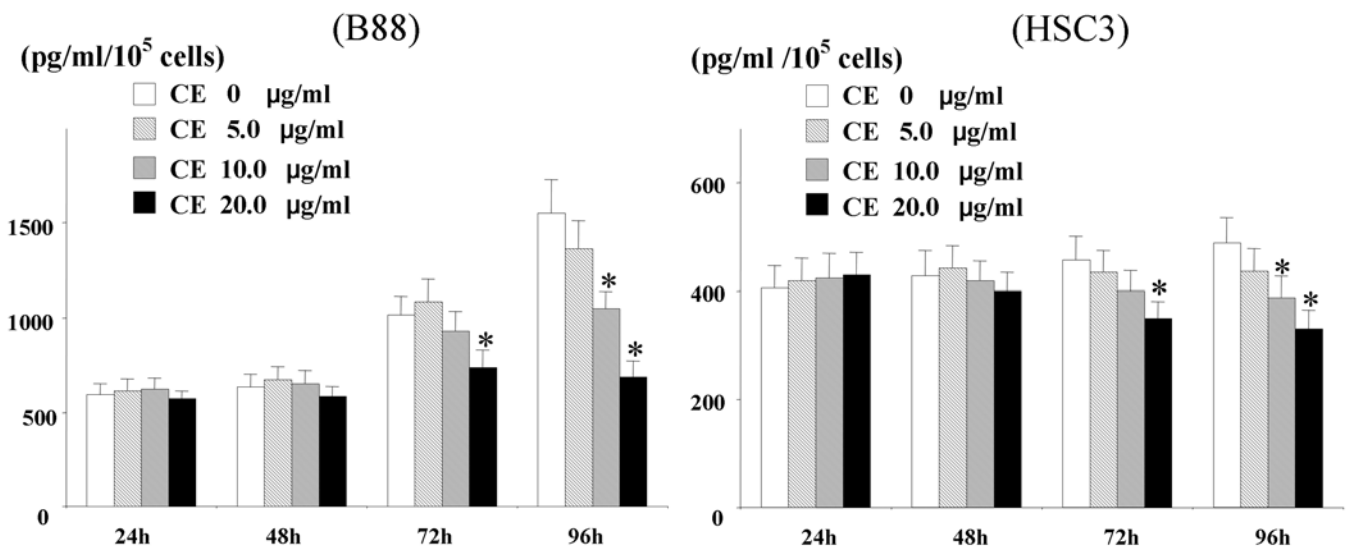 (B88)
(pg/ml/10⁵ cells)
CE 0 µg/ml
CE 5.0 µg/ml
CE 10.0 µg/ml
CE 20.0 µg/ml
1500
1000
500
0
*
*
*
24h 48h 72h 96h
(HSC3)
(pg/ml /10⁵ cells)
CE 0 µg/ml
CE 5.0 µg/ml
CE 10.0 µg/ml
CE 20.0 µg/ml
600
400
200
0
*
*
*
24h 48h 72h 96h